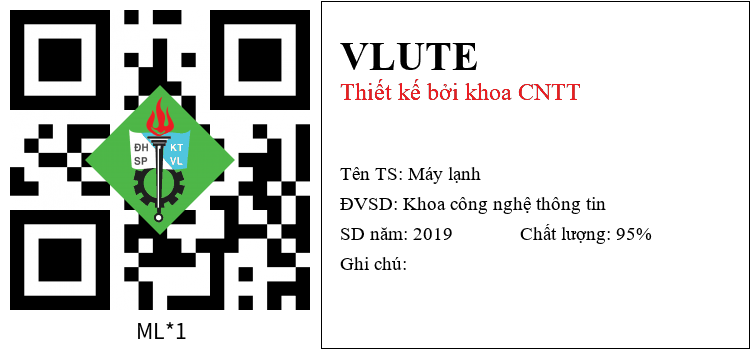 ĐH
KT
SP
VL
ML*1
VLUTE
Thiết kế bởi khoa CNTT
Tên TS: Máy lạnh
ĐVSD: Khoa công nghệ thông tin
SD năm: 2019 Chất lượng: 95%
Ghi chú: